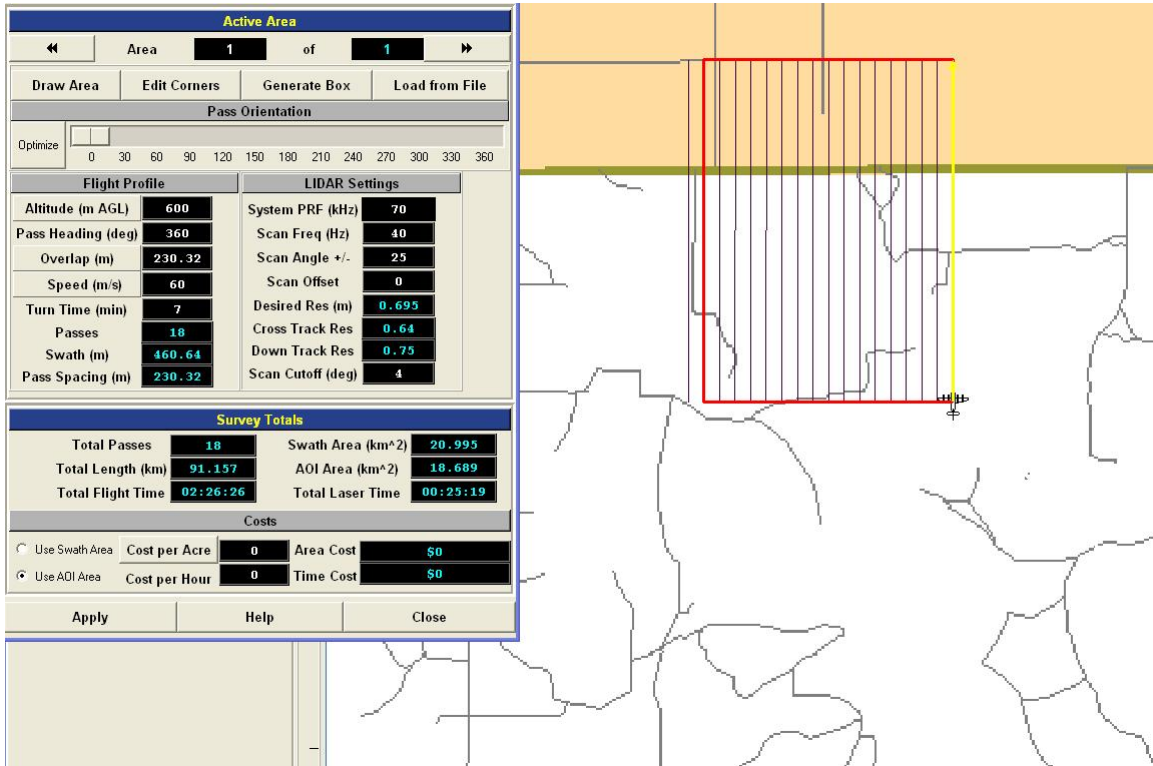 Active Area
Area 1 of 1
Draw Area Edit Corners Generate Box Load from File
Pass Orientation
Optimize
0 30 60 90 120 150 180 210 240 270 300 330 360
Flight Profile
Altitude (m AGL) 600
Pass Heading (deg) 360
Overlap (m) 230.32
Speed (m/s) 60
Turn Time (min) 7
Passes 18
Swath (m) 460.64
Pass Spacing (m) 230.32
LIDAR Settings
System PRF (kHz) 70
Scan Freq (Hz) 40
Scan Angle +/- 25
Scan Offset 0
Desired Res (m) 0.695
Cross Track Res 0.64
Down Track Res 0.75
Scan Cutoff (deg) 4
Survey Totals
Total Passes 18 Swath Area (km^2) 20.995
Total Length (km) 91.157 AOI Area (km^2) 18.689
Total Flight Time 02:26:26 Total Laser Time 00:25:19
Costs
Use Swath Area Cost per Acre 0 Area Cost $0
Use AOI Area Cost per Hour 0 Time Cost $0
Apply Help Close